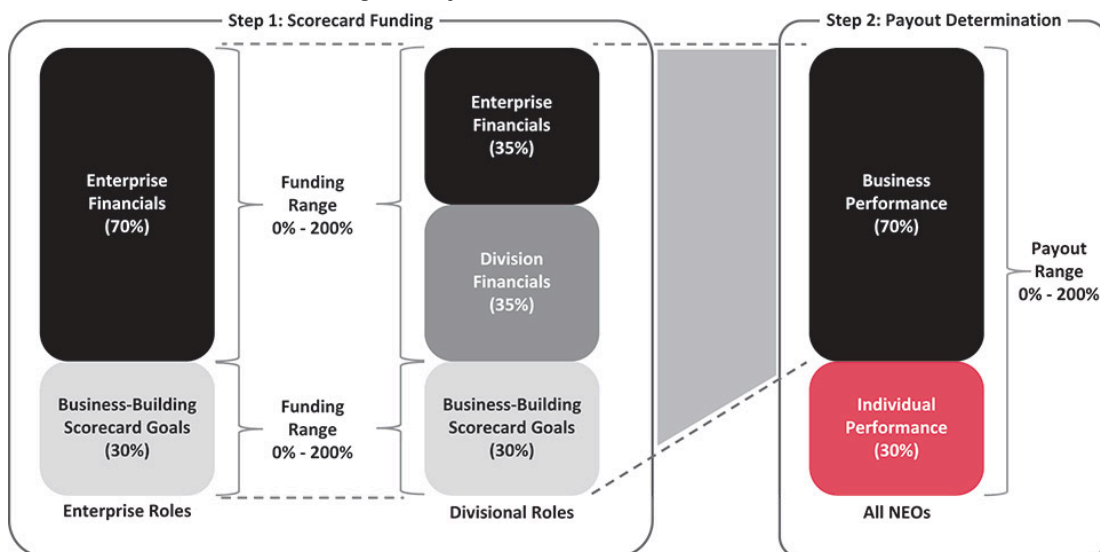 Step 1: Scorecard Funding
Enterprise
Financials
(70%)
Business-Building
Scorecard Goals
(30%)
Enterprise Roles
Funding
Range
0% - 200%
Funding
Range
0% - 200%
Enterprise
Financials
(35%)
Division
Financials
(35%)
Business-Building
Scorecard Goals
(30%)
Divisional Roles
Step 2: Payout Determination
Business
Performance
(70%)
Individual
Performance
(30%)
All NEOs
Payout
Range
0% - 200%